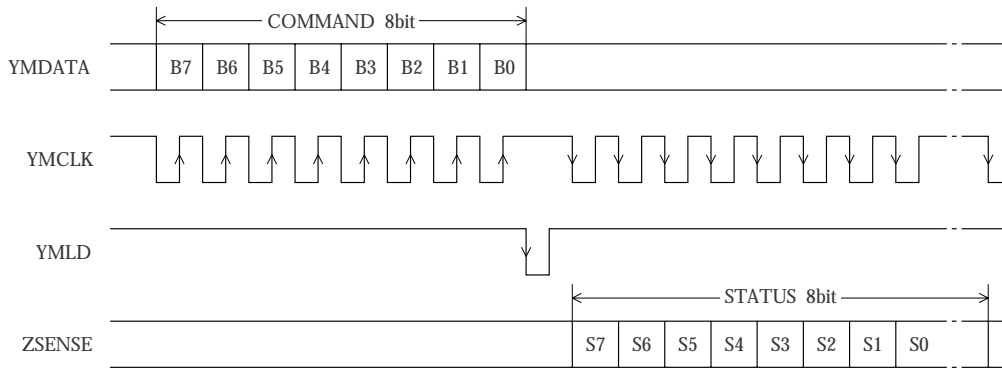 COMMAND 8bit
YMDATA B7 B6 B5 B4 B3 B2 B1 B0
YMCLK
YMLD
STATUS 8bit
ZSENSE S7 S6 S5 S4 S3 S2 S1 S0